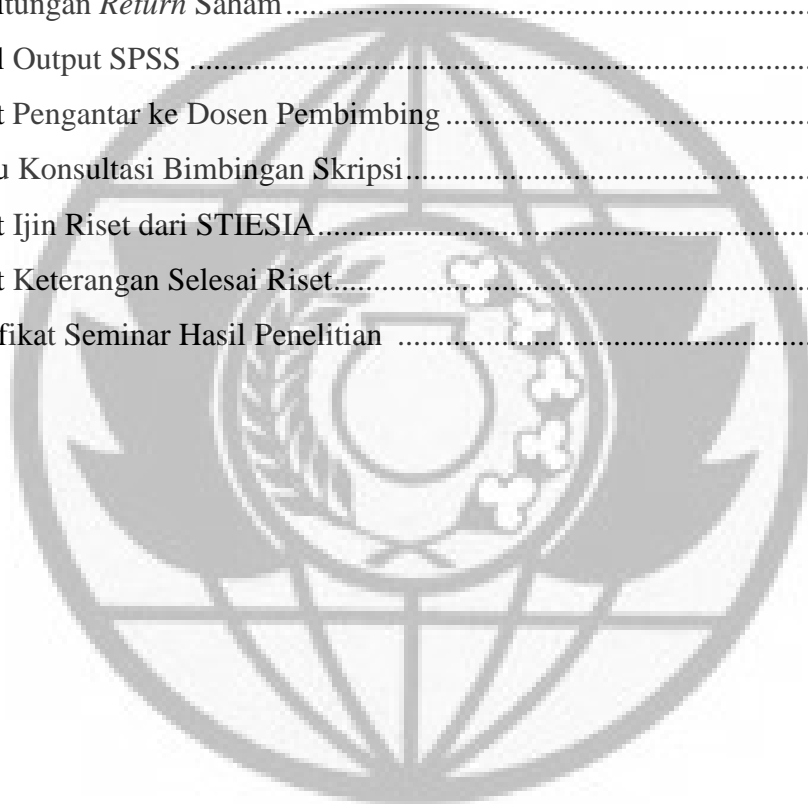 tungan Return Saham ........................................................
l Output SPSS ........................................................
t Pengantar ke Dosen Pembimbing ........................................................
u Konsultasi Bimbingan Skripsi ........................................................
t Ijin Riset dari STIESIA ........................................................
t Keterangan Selesai Riset ........................................................
fikat Seminar Hasil Penelitian ........................................................